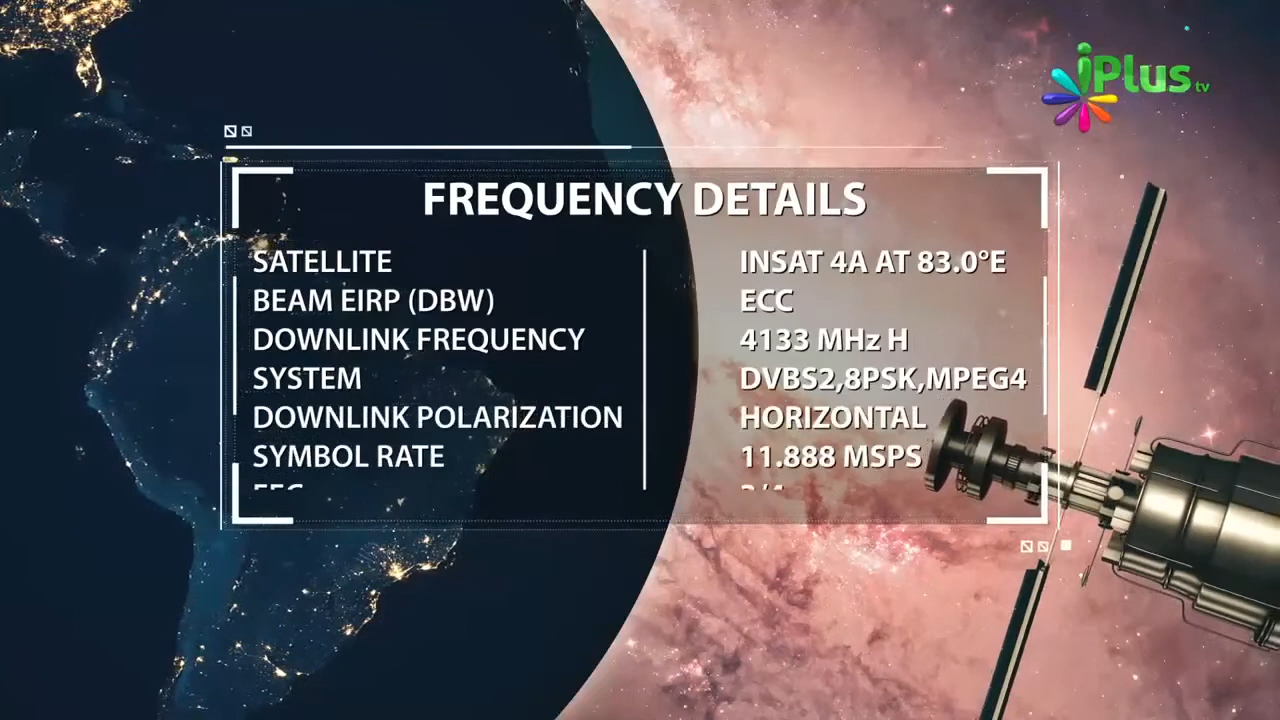 iPlus tv
FREQUENCY DETAILS
SATELLITE INSAT 4A AT 83.0°E
BEAM EIRP (DBW) ECC
DOWNLINK FREQUENCY 4133 MHz H
SYSTEM DVBS2,8PSK,MPEG4
DOWNLINK POLARIZATION HORIZONTAL
SYMBOL RATE 11.888 MSPS